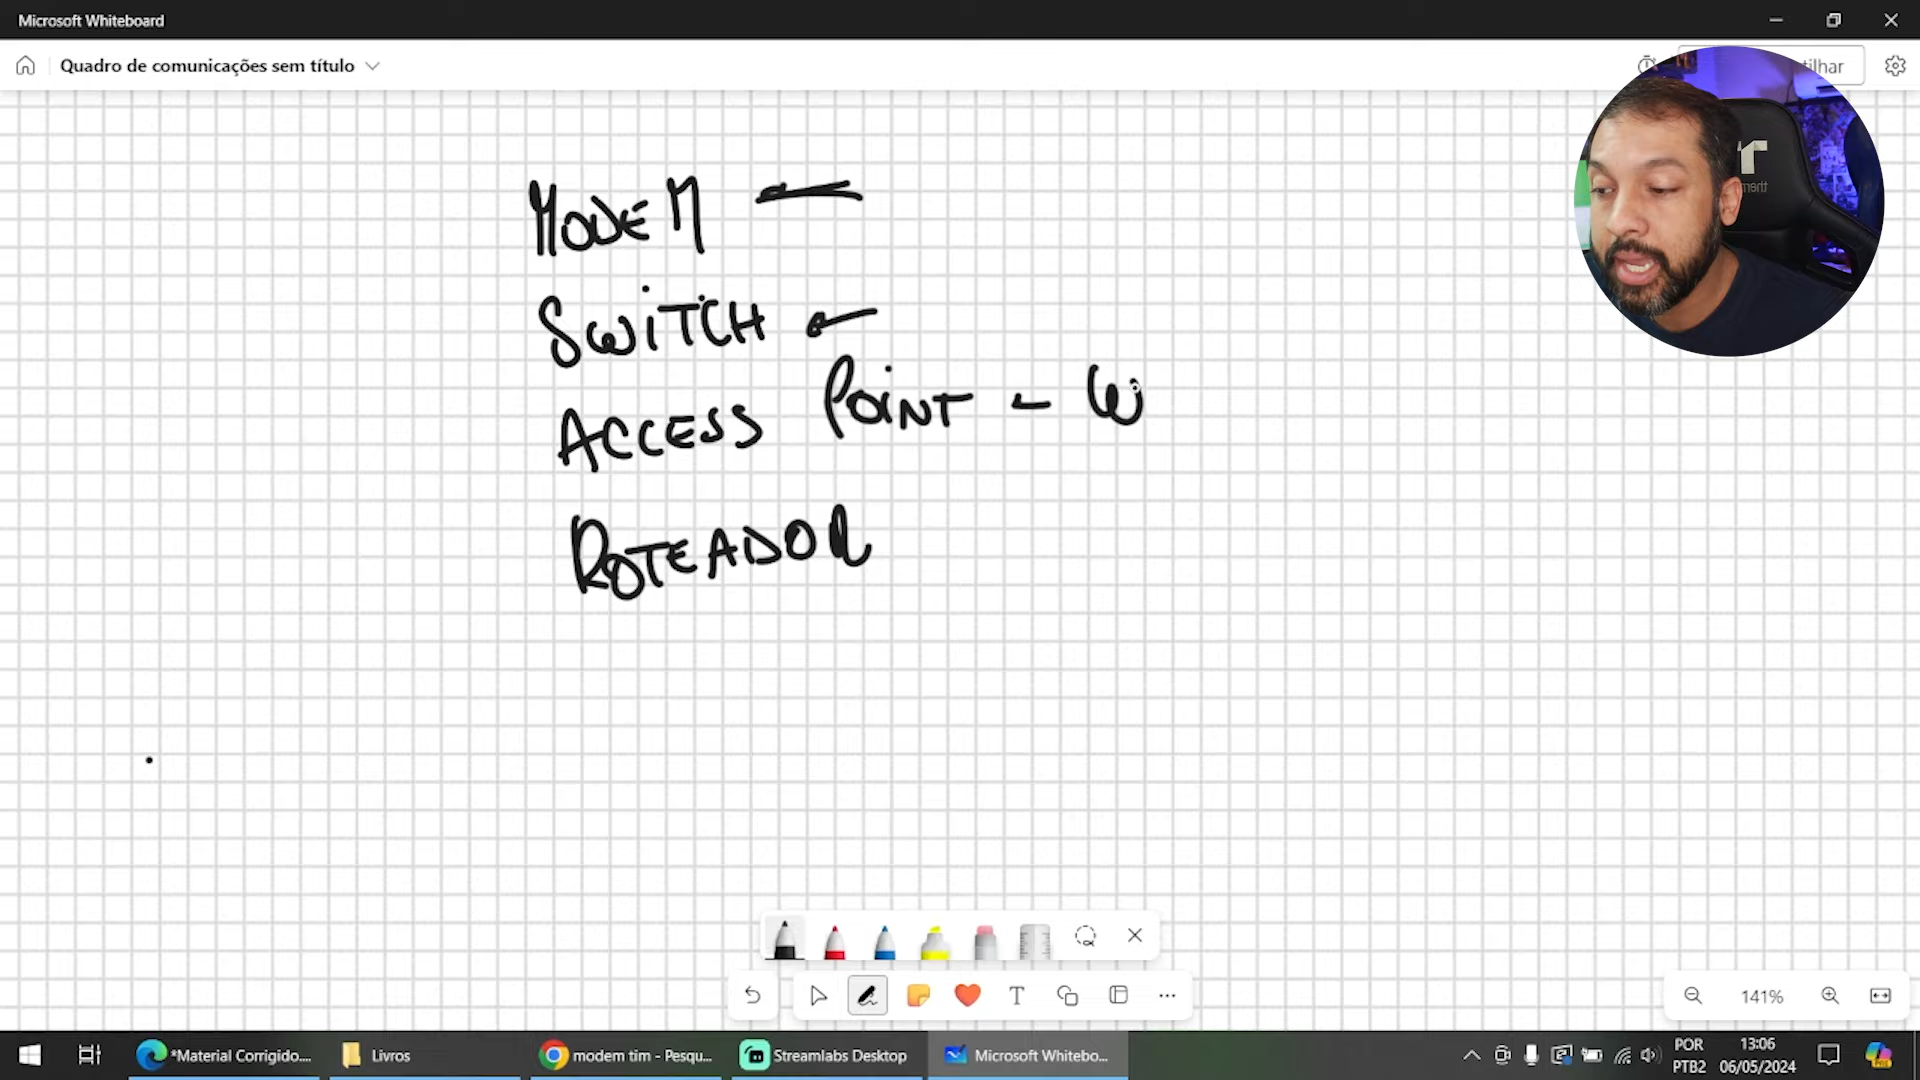 Microsoft Whiteboard
Quadro de comunicações sem título
tilhar
MODEM
SWiTCH
ACCESS POiNT - W
ROTEADOR
141%
*Material Corrigido...
Livros
modem tim - Pesqu...
Streamlabs Desktop
Microsoft Whitebo...
POR
PTB2
13:06
06/05/2024